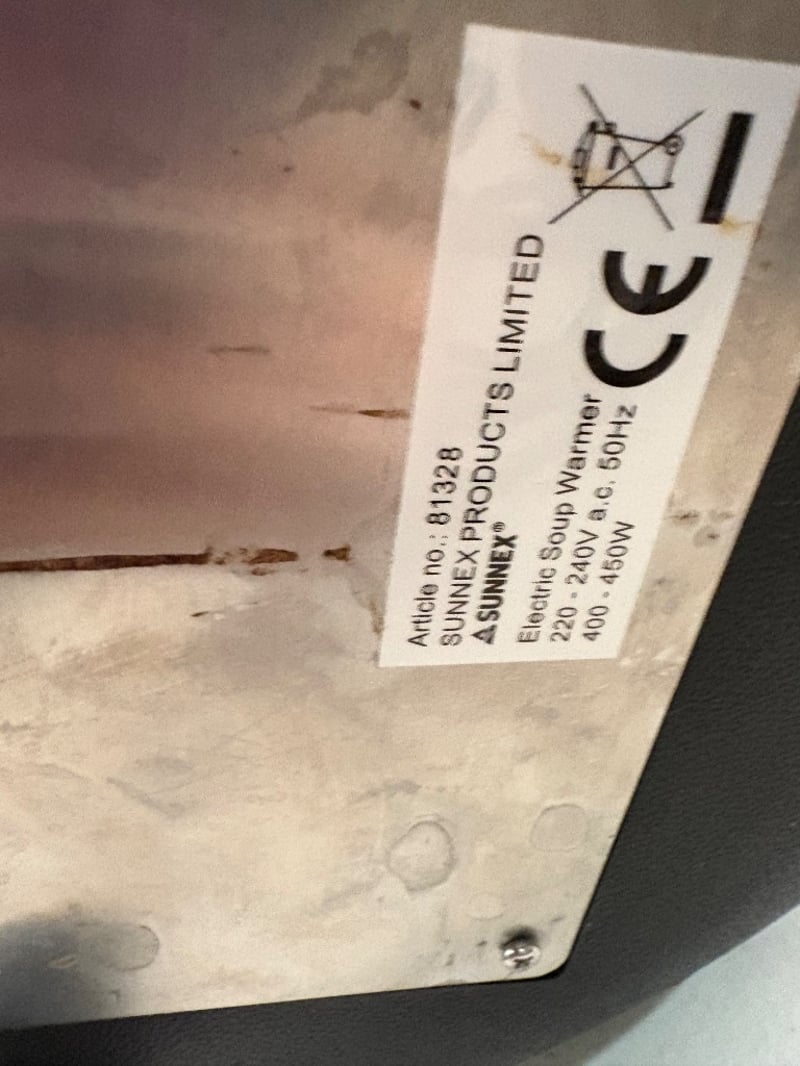 Article no.: 81328
SUNNEX PRODUCTS LIMITED
SUNNEX®
Electric Soup Warmer
220 - 240V a.c. 50Hz
400 - 450W
CE